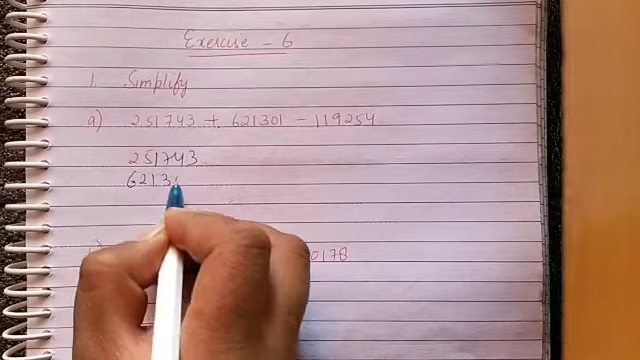 Exercise - 6
1. Simplify
a) 251743 + 621301 - 119254
251743
6213
0178